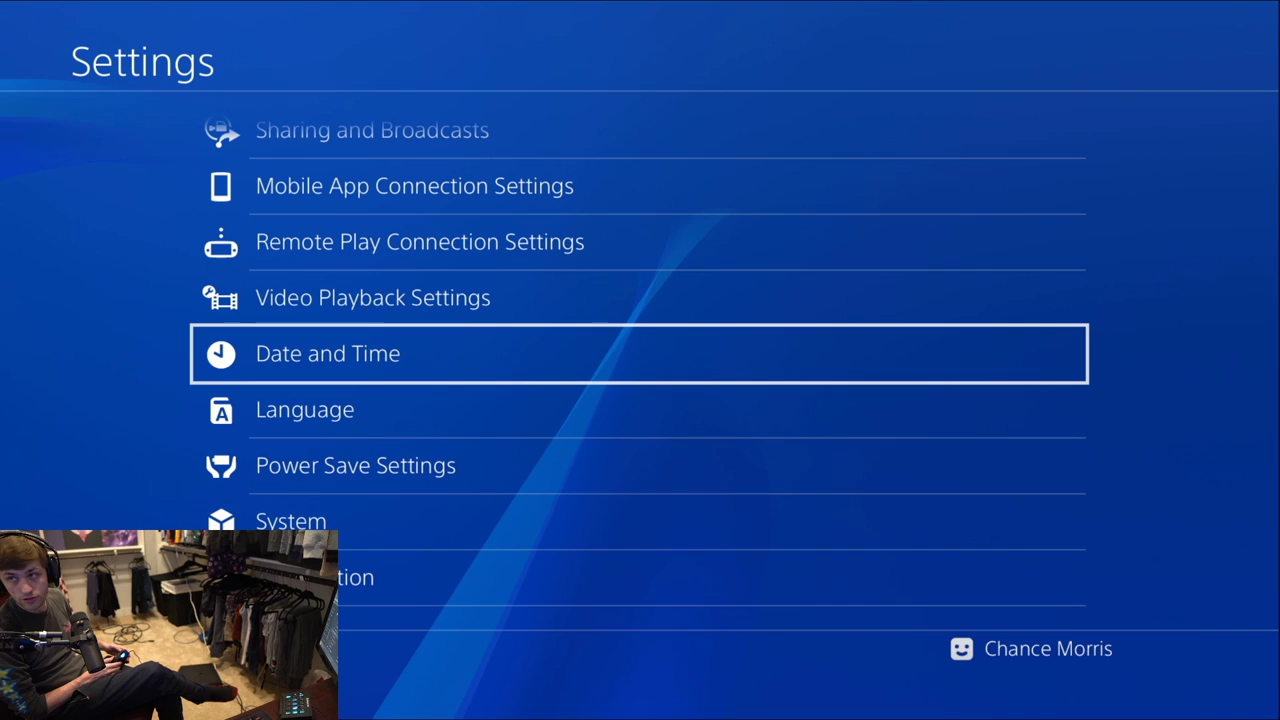 Settings
Sharing and Broadcasts
Mobile App Connection Settings
Remote Play Connection Settings
Video Playback Settings
Date and Time
Language
Power Save Settings
System
tion
Chance Morris